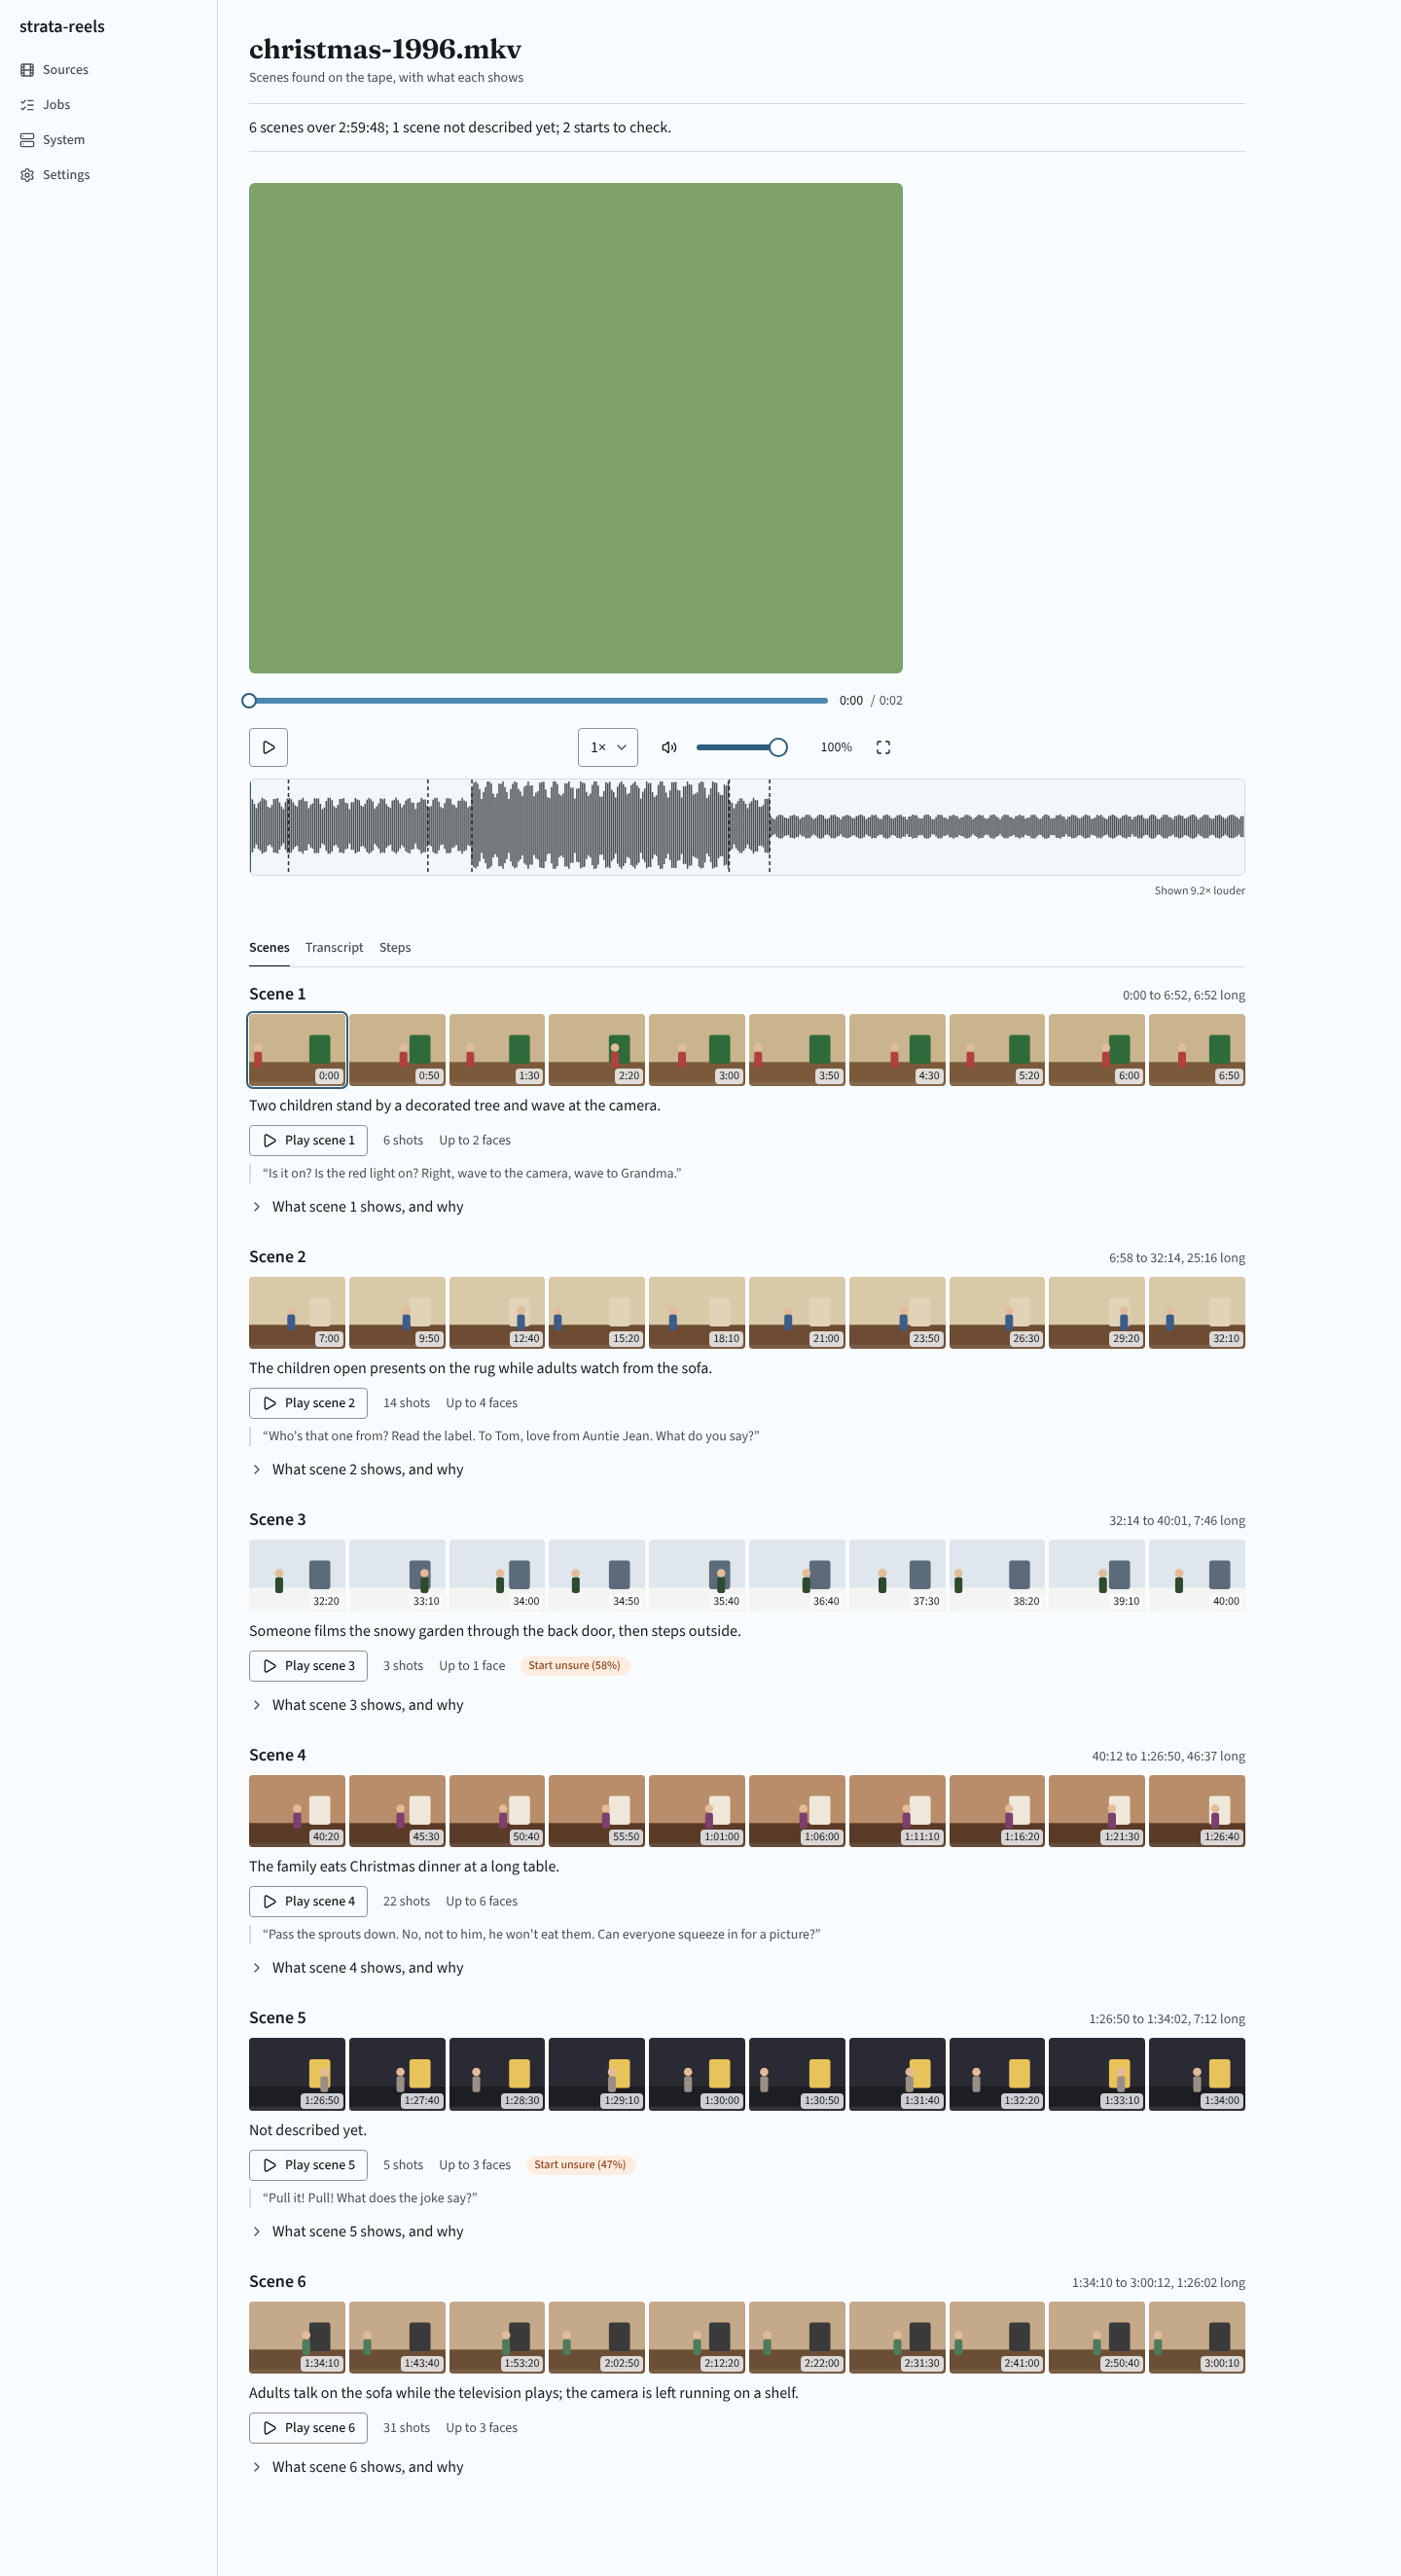 strata-reels
Sources
Jobs
System
Settings
christmas-1996.mkv
Scenes found on the tape, with what each shows
6 scenes over 2:59:48; 1 scene not described yet; 2 starts to check.
0:00 / 0:02
1× 100%
Shown 9.2× louder
Scenes Transcript Steps
Scene 1 0:00 to 6:52, 6:52 long
0:00 0:50 1:30 2:20 3:00 3:50 4:30 5:20 6:00 6:50
Two children stand by a decorated tree and wave at the camera.
Play scene 1 6 shots Up to 2 faces
“Is it on? Is the red light on? Right, wave to the camera, wave to Grandma.”
What scene 1 shows, and why
Scene 2 6:58 to 32:14, 25:16 long
7:00 9:50 12:40 15:20 18:10 21:00 23:50 26:30 29:20 32:10
The children open presents on the rug while adults watch from the sofa.
Play scene 2 14 shots Up to 4 faces
“Who's that one from? Read the label. To Tom, love from Auntie Jean. What do you say?”
What scene 2 shows, and why
Scene 3 32:14 to 40:01, 7:46 long
32:20 33:10 34:00 34:50 35:40 36:40 37:30 38:20 39:10 40:00
Someone films the snowy garden through the back door, then steps outside.
Play scene 3 3 shots Up to 1 face Start unsure (58%)
What scene 3 shows, and why
Scene 4 40:12 to 1:26:50, 46:37 long
40:20 45:30 50:40 55:50 1:01:00 1:06:00 1:11:10 1:16:20 1:21:30 1:26:40
The family eats Christmas dinner at a long table.
Play scene 4 22 shots Up to 6 faces
“Pass the sprouts down. No, not to him, he won't eat them. Can everyone squeeze in for a picture?”
What scene 4 shows, and why
Scene 5 1:26:50 to 1:34:02, 7:12 long
1:26:50 1:27:40 1:28:30 1:29:10 1:30:00 1:30:50 1:31:40 1:32:20 1:33:10 1:34:00
Not described yet.
Play scene 5 5 shots Up to 3 faces Start unsure (47%)
“Pull it! Pull! What does the joke say?”
What scene 5 shows, and why
Scene 6 1:34:10 to 3:00:12, 1:26:02 long
1:34:10 1:43:40 1:53:20 2:02:50 2:12:20 2:22:00 2:31:30 2:41:00 2:50:40 3:00:10
Adults talk on the sofa while the television plays; the camera is left running on a shelf.
Play scene 6 31 shots Up to 3 faces
What scene 6 shows, and why